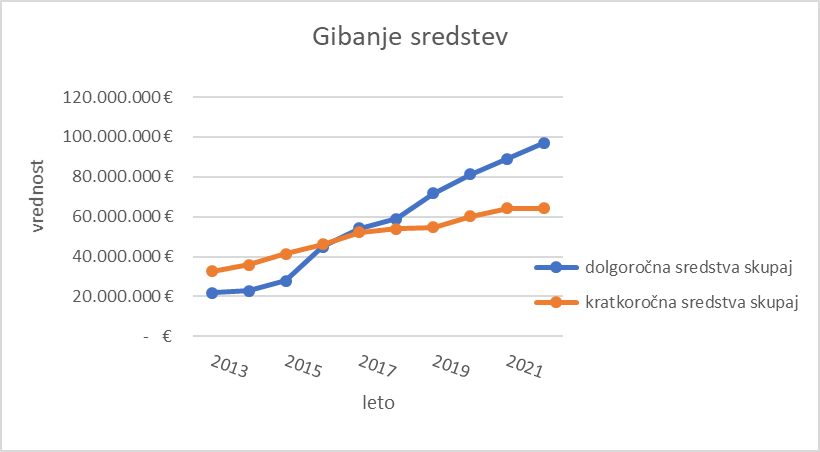 Gibanje sredstev
120.000.000 €
100.000.000 €
80.000.000 €
60.000.000 €
40.000.000 €
20.000.000 €
- €
vrednost
2013
2015
2017
2019
2021
leto
dolgoročna sredstva skupaj
kratkoročna sredstva skupaj